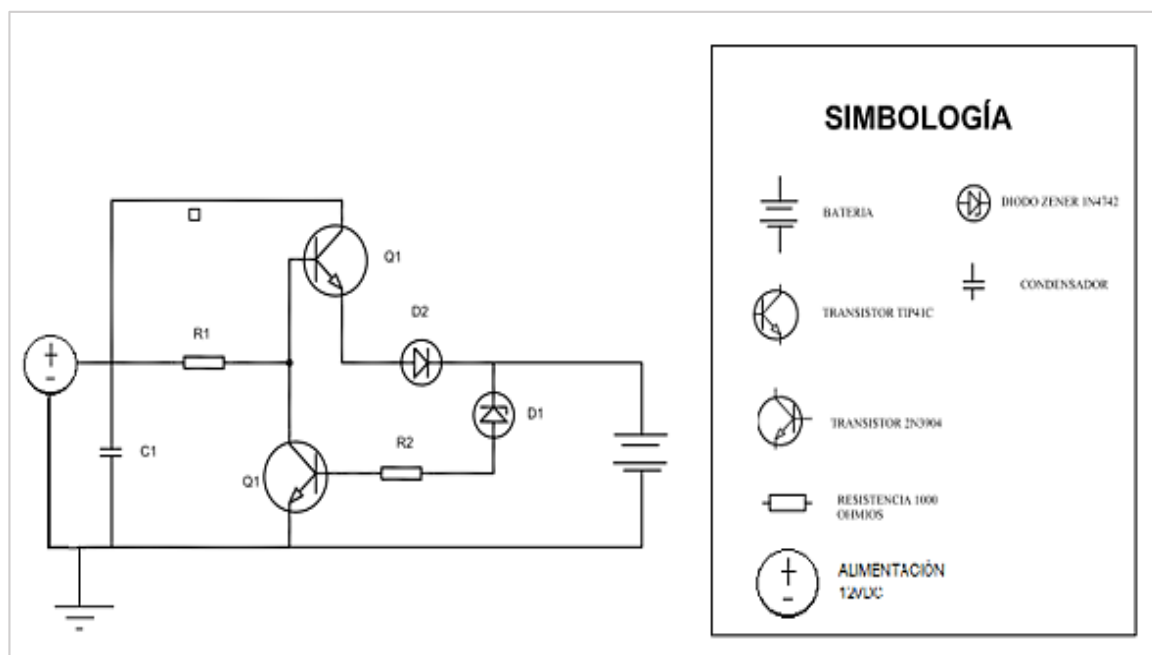 Q1
D2
R1
D1
R2
C1
Q1
+
-
SIMBOLOGÍA
BATERIA
DIODO ZENER 1N4742
CONDENSADOR
TRANSISTOR TIP41C
TRANSISTOR 2N3904
RESISTENCIA 1000
OHMIOS
+
-
ALIMENTACIÓN
12VDC